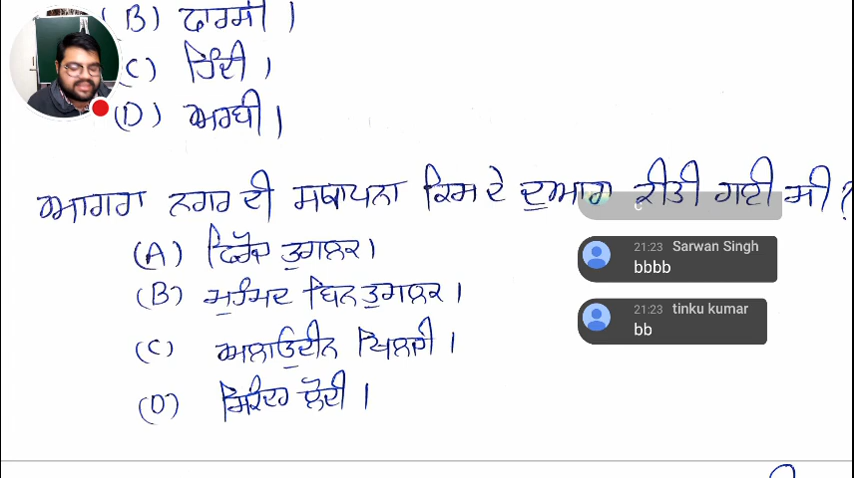 (B) ਫਾਰਸੀ ।
(C) ਹਿੰਦੀ ।
(D) ਅਰਬੀ ।
ਆਗਰਾ ਨਗਰ ਦੀ ਸਥਾਪਨਾ ਕਿਸ ਦੇ ਦੁਆਰਾ ਕੀਤੀ ਗਈ ਸੀ ?
(A) ਫਿਰੋਜ ਤੁਗਲਕ ।
(B) ਮੁਹੰਮਦ ਬਿਨ ਤੁਗਲਕ ।
(C) ਅਲਾਉਦੀਨ ਖਿਲਜੀ ।
(D) ਸਿਕੰਦਰ ਲੋਦੀ ।
c
21:23 Sarwan Singh
bbbb
21:23 tinku kumar
bb